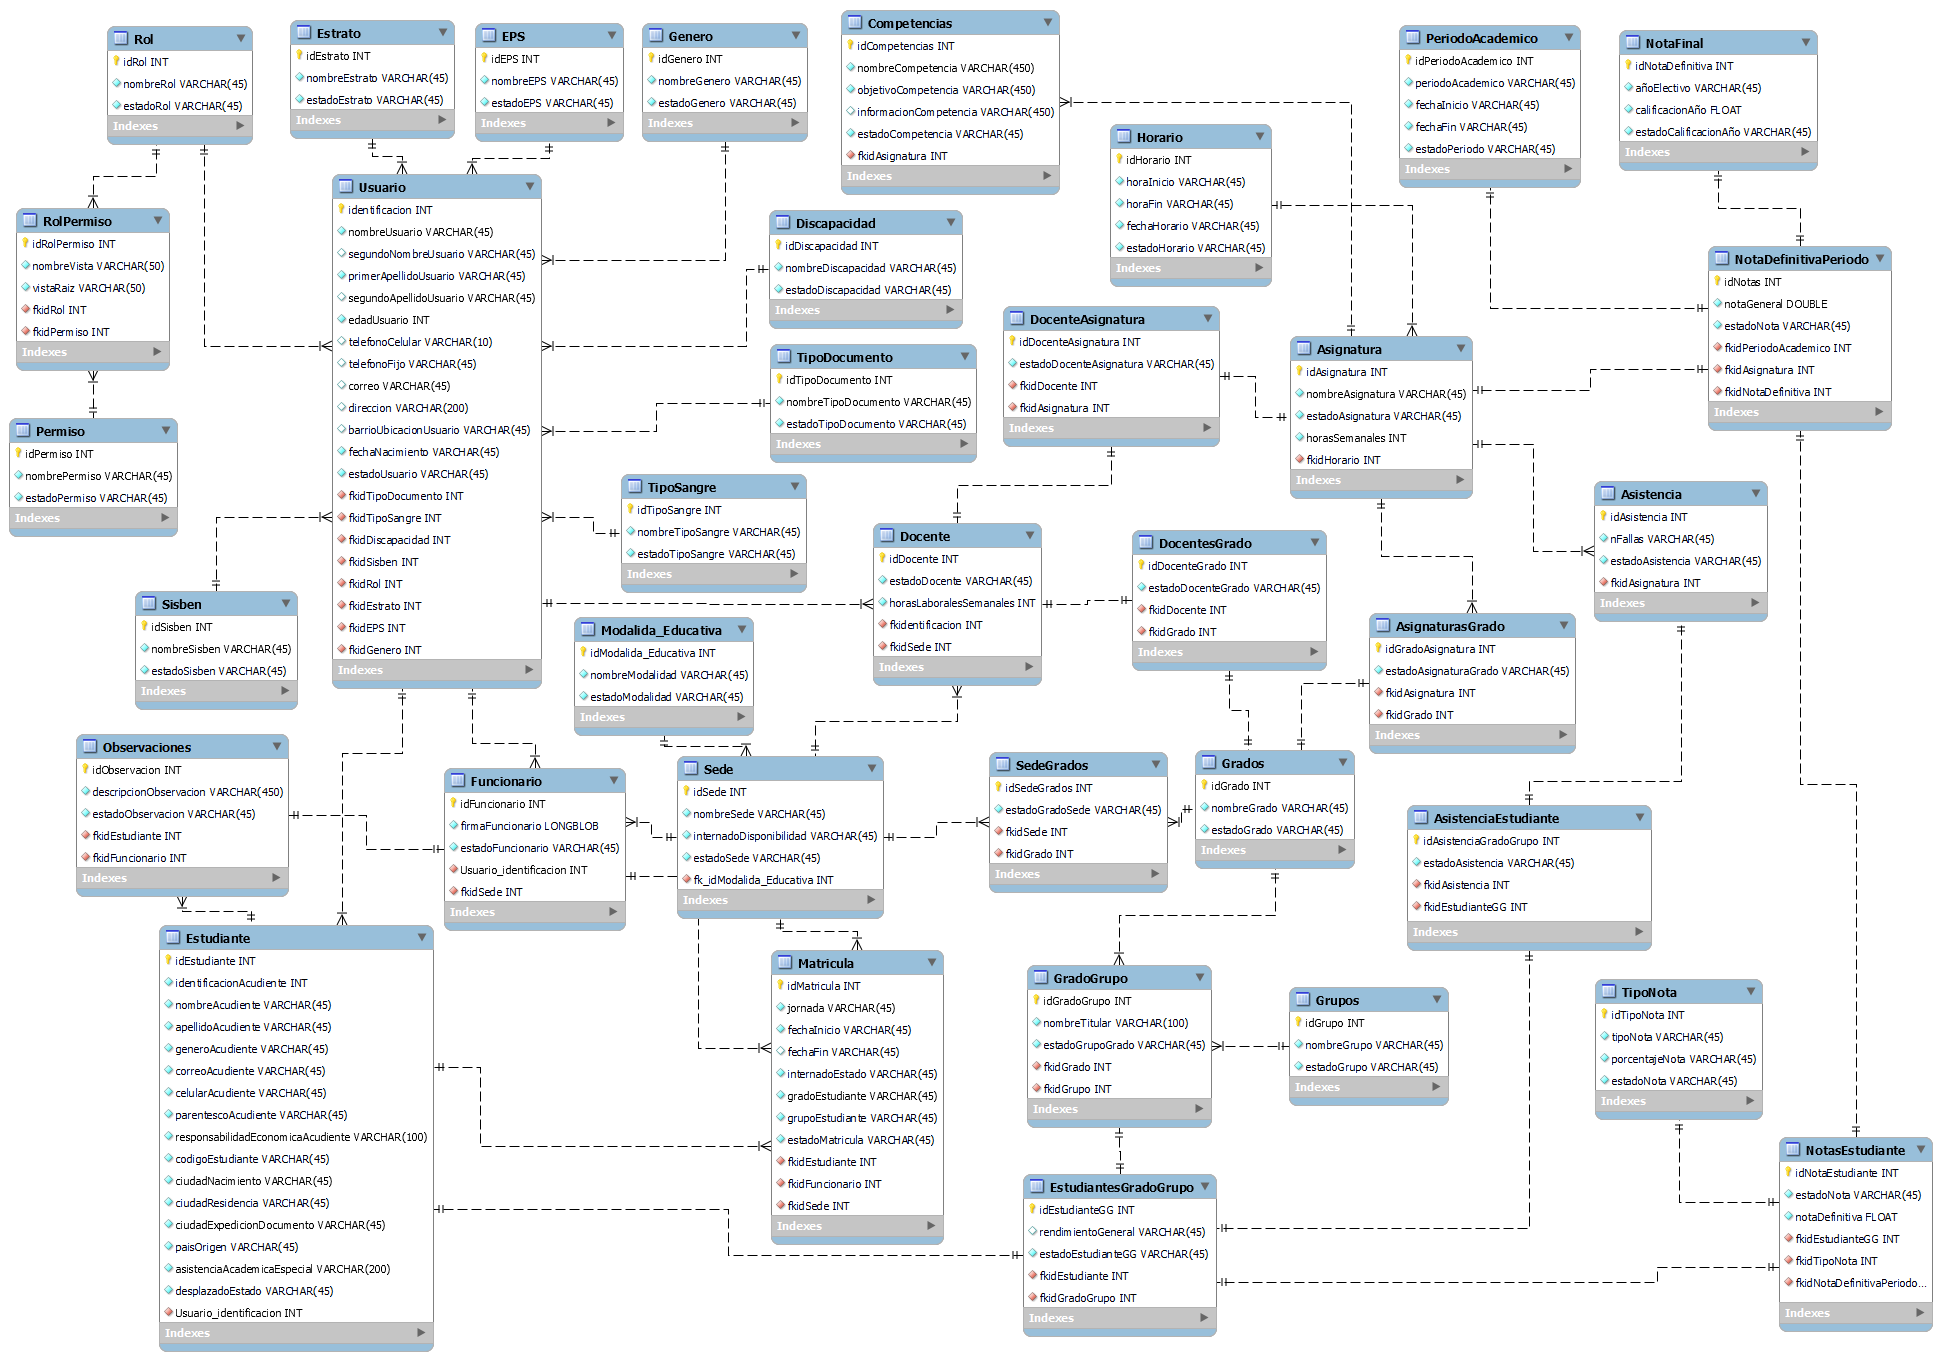 Rol
idRol INT
nombreRol VARCHAR(45)
estadoRol VARCHAR(45)
Indexes
Estrato
idEstrato INT
nombreEstrato VARCHAR(45)
estadoEstrato VARCHAR(45)
Indexes
EPS
idEPS INT
nombreEPS VARCHAR(45)
estadoEPS VARCHAR(45)
Indexes
Genero
idGenero INT
nombreGenero VARCHAR(45)
estadoGenero VARCHAR(45)
Indexes
Competencias
idCompetencias INT
nombreCompetencia VARCHAR(450)
objetivoCompetencia VARCHAR(450)
informacionCompetencia VARCHAR(450)
estadoCompetencia VARCHAR(45)
fkidAsignatura INT
Indexes
PeriodoAcademico
idPeriodoAcademico INT
periodoAcademico VARCHAR(45)
fechaInicio VARCHAR(45)
fechaFin VARCHAR(45)
estadoPeriodo VARCHAR(45)
Indexes
NotaFinal
idNotaDefinitiva INT
añoElectivo VARCHAR(45)
calificacionAño FLOAT
estadoCalificacionAño VARCHAR(45)
Indexes
Horario
idHorario INT
horaInicio VARCHAR(45)
horaFin VARCHAR(45)
fechaHorario VARCHAR(45)
estadoHorario VARCHAR(45)
Indexes
RolPermiso
idRolPermiso INT
nombreVista VARCHAR(50)
vistaRaiz VARCHAR(50)
fkidRol INT
fkidPermiso INT
Indexes
Usuario
identificacion INT
nombreUsuario VARCHAR(45)
segundoNombreUsuario VARCHAR(45)
primerApellidoUsuario VARCHAR(45)
segundoApellidoUsuario VARCHAR(45)
edadUsuario INT
telefonoCelular VARCHAR(10)
telefonoFijo VARCHAR(45)
correo VARCHAR(45)
direccion VARCHAR(200)
barrioUbicacionUsuario VARCHAR(45)
fechaNacimiento VARCHAR(45)
estadoUsuario VARCHAR(45)
fkidTipoDocumento INT
fkidTipoSangre INT
fkidDiscapacidad INT
fkidSisben INT
fkidRol INT
fkidEstrato INT
fkidEPS INT
fkidGenero INT
Indexes
Discapacidad
idDiscapacidad INT
nombreDiscapacidad VARCHAR(45)
estadoDiscapacidad VARCHAR(45)
Indexes
NotaDefinitivaPeriodo
idNotas INT
notaGeneral DOUBLE
estadoNota VARCHAR(45)
fkidPeriodoAcademico INT
fkidAsignatura INT
fkidNotaDefinitiva INT
Indexes
DocenteAsignatura
idDocenteAsignatura INT
estadoDocenteAsignatura VARCHAR(45)
fkidDocente INT
fkidAsignatura INT
Indexes
Asignatura
idAsignatura INT
nombreAsignatura VARCHAR(45)
estadoAsignatura VARCHAR(45)
horasSemanales INT
fkidHorario INT
Indexes
TipoDocumento
idTipoDocumento INT
nombreTipoDocumento VARCHAR(45)
estadoTipoDocumento VARCHAR(45)
Indexes
Permiso
idPermiso INT
nombrePermiso VARCHAR(45)
estadoPermiso VARCHAR(45)
Indexes
TipoSangre
idTipoSangre INT
nombreTipoSangre VARCHAR(45)
estadoTipoSangre VARCHAR(45)
Indexes
Asistencia
idAsistencia INT
nFallas VARCHAR(45)
estadoAsistencia VARCHAR(45)
fkidAsignatura INT
Indexes
Docente
idDocente INT
estadoDocente VARCHAR(45)
horasLaboralesSemanales INT
fkidentificacion INT
fkidSede INT
Indexes
DocentesGrado
idDocenteGrado INT
estadoDocenteGrado VARCHAR(45)
fkidDocente INT
fkidGrado INT
Indexes
Sisben
idSisben INT
nombreSisben VARCHAR(45)
estadoSisben VARCHAR(45)
Indexes
Modalida_Educativa
idModalida_Educativa INT
nombreModalidad VARCHAR(45)
estadoModalidad VARCHAR(45)
Indexes
AsignaturasGrado
idGradoAsignatura INT
estadoAsignaturaGrado VARCHAR(45)
fkidAsignatura INT
fkidGrado INT
Indexes
Observaciones
idObservacion INT
descripcionObservacion VARCHAR(450)
estadoObservacion VARCHAR(45)
fkidEstudiante INT
fkidFuncionario INT
Indexes
Funcionario
idFuncionario INT
firmaFuncionario LONGBLOB
estadoFuncionario VARCHAR(45)
Usuario_identificacion INT
fkidSede INT
Indexes
Sede
idSede INT
nombreSede VARCHAR(45)
internadoDisponibilidad VARCHAR(45)
estadoSede VARCHAR(45)
fk_idModalida_Educativa INT
Indexes
SedeGrados
idSedeGrados INT
estadoGradoSede VARCHAR(45)
fkidSede INT
fkidGrado INT
Indexes
Grados
idGrado INT
nombreGrado VARCHAR(45)
estadoGrado VARCHAR(45)
Indexes
AsistenciaEstudiante
idAsistenciaGradoGrupo INT
estadoAsistencia VARCHAR(45)
fkidAsistencia INT
fkidEstudianteGG INT
Indexes
Estudiante
idEstudiante INT
identificacionAcudiente INT
nombreAcudiente VARCHAR(45)
apellidoAcudiente VARCHAR(45)
generoAcudiente VARCHAR(45)
correoAcudiente VARCHAR(45)
celularAcudiente VARCHAR(45)
parentescoAcudiente VARCHAR(45)
responsabilidadEconomicaAcudiente VARCHAR(100)
codigoEstudiante VARCHAR(45)
ciudadNacimiento VARCHAR(45)
ciudadResidencia VARCHAR(45)
ciudadExpedicionDocumento VARCHAR(45)
paisOrigen VARCHAR(45)
asistenciaAcademicaEspecial VARCHAR(200)
desplazadoEstado VARCHAR(45)
Usuario_identificacion INT
Indexes
Matricula
idMatricula INT
jornada VARCHAR(45)
fechaInicio VARCHAR(45)
fechaFin VARCHAR(45)
internadoEstado VARCHAR(45)
gradoEstudiante VARCHAR(45)
grupoEstudiante VARCHAR(45)
estadoMatricula VARCHAR(45)
fkidEstudiante INT
fkidFuncionario INT
fkidSede INT
Indexes
GradoGrupo
idGradoGrupo INT
nombreTitular VARCHAR(100)
estadoGrupoGrado VARCHAR(45)
fkidGrado INT
fkidGrupo INT
Indexes
Grupos
idGrupo INT
nombreGrupo VARCHAR(45)
estadoGrupo VARCHAR(45)
Indexes
TipoNota
idTipoNota INT
tipoNota VARCHAR(45)
porcentajeNota VARCHAR(45)
estadoNota VARCHAR(45)
Indexes
EstudiantesGradoGrupo
idEstudianteGG INT
rendimientoGeneral VARCHAR(45)
estadoEstudianteGG VARCHAR(45)
fkidEstudiante INT
fkidGradoGrupo INT
Indexes
NotasEstudiante
idNotaEstudiante INT
estadoNota VARCHAR(45)
notaDefinitiva FLOAT
fkidEstudianteGG INT
fkidTipoNota INT
fkidNotaDefinitivaPeriodo...
Indexes